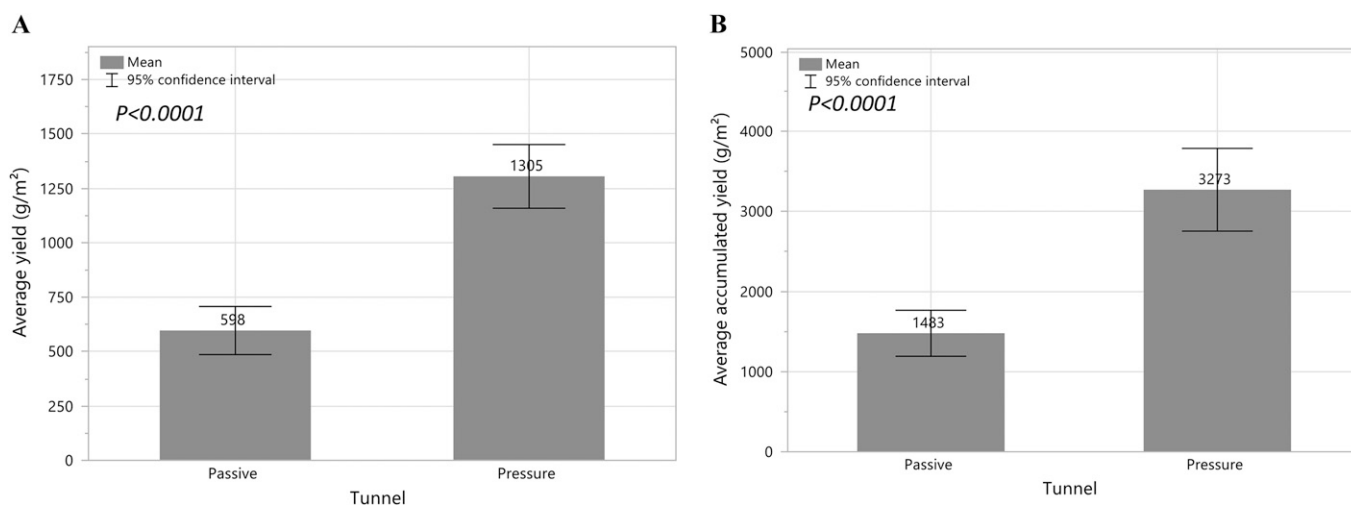 A
Mean
95% confidence interval
P<0.0001
1750
1500
1250
1000
750
500
250
0
Average yield (g/m²)
598
1305
Passive
Pressure
Tunnel
B
Mean
95% confidence interval
P<0.0001
5000
4000
3000
2000
1000
0
Average accumulated yield (g/m²)
1483
3273
Passive
Pressure
Tunnel